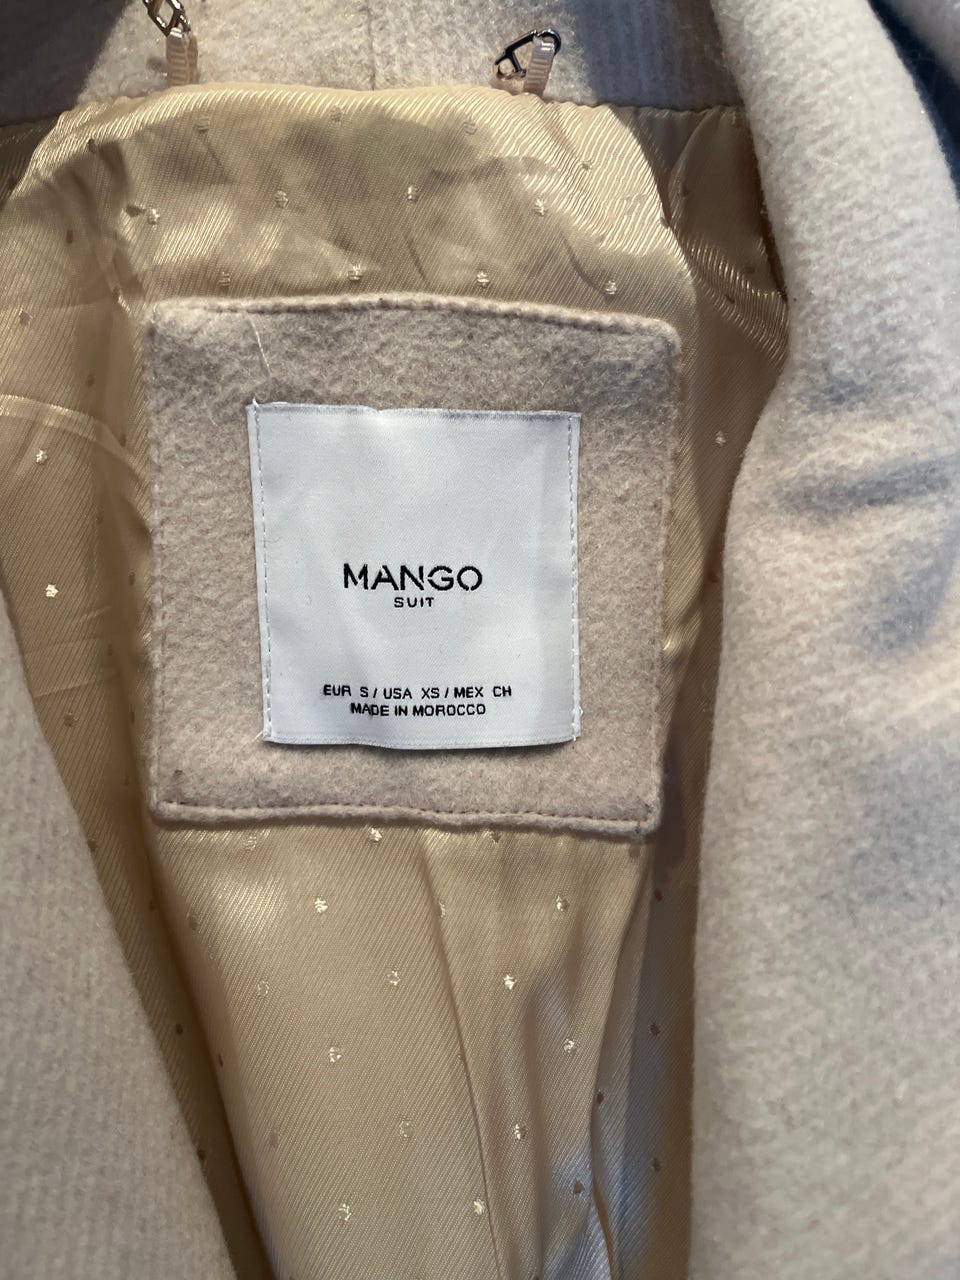 MANGO
SUIT
EUR S / USA XS / MEX CH
MADE IN MOROCCO